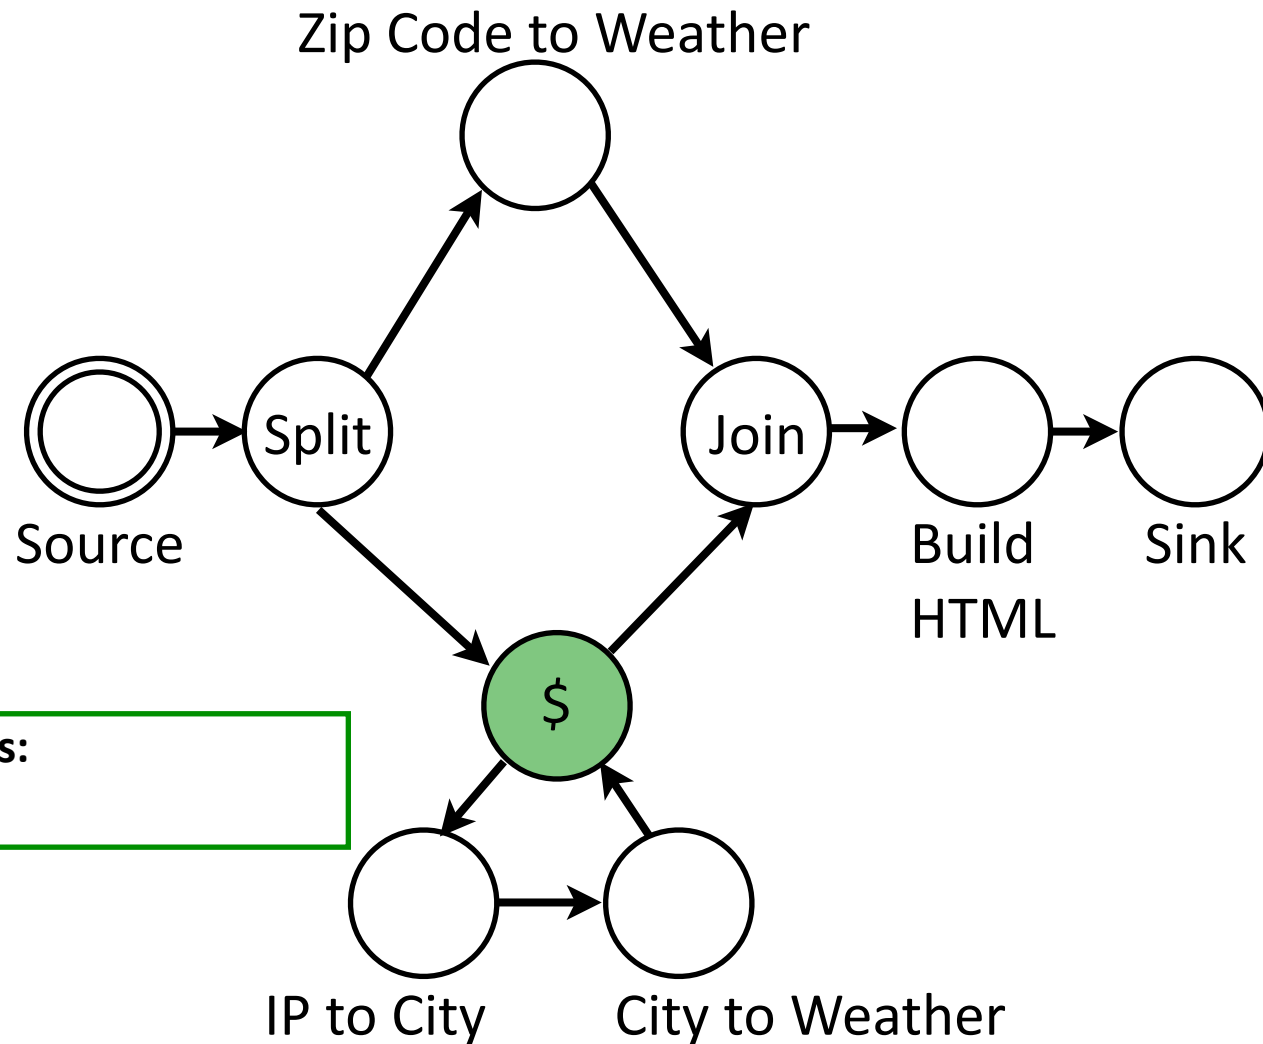 Zip Code to Weather
Split
Join
Source
Build
HTML
Sink
$
s:
IP to City
City to Weather